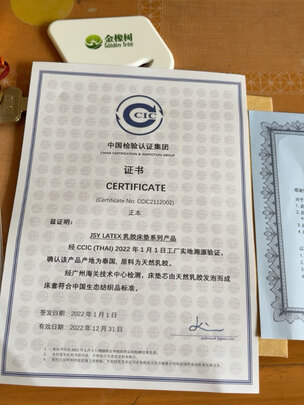 金橡树
Golden Tree
CCIC
中国检验认证集团
CHINA CERTIFICATION & INSPECTION GROUP
证书
CERTIFICATE
(Certificate No. CCIC2112002)
正本
兹证明:
JSY LATEX 乳胶床垫系列产品
经 CCIC (THAI) 2022 年 1 月 1 日工厂实地溯源验证,
确认该产品产地为泰国, 原料为天然乳胶。
经广州海关技术中心检测, 床垫芯由天然乳胶发泡而成
床套符合中国生态纺织品标准。
签发日期: 2022 年 1 月 1 日
有效日期: 2022 年 12 月 31 日